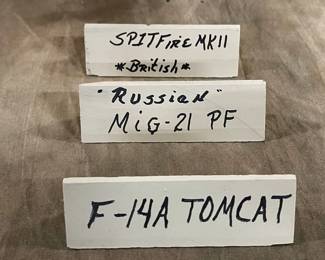 SPITFIRE MKII
*British*
"Russian"
MiG-21 PF
F-14A TOMCAT